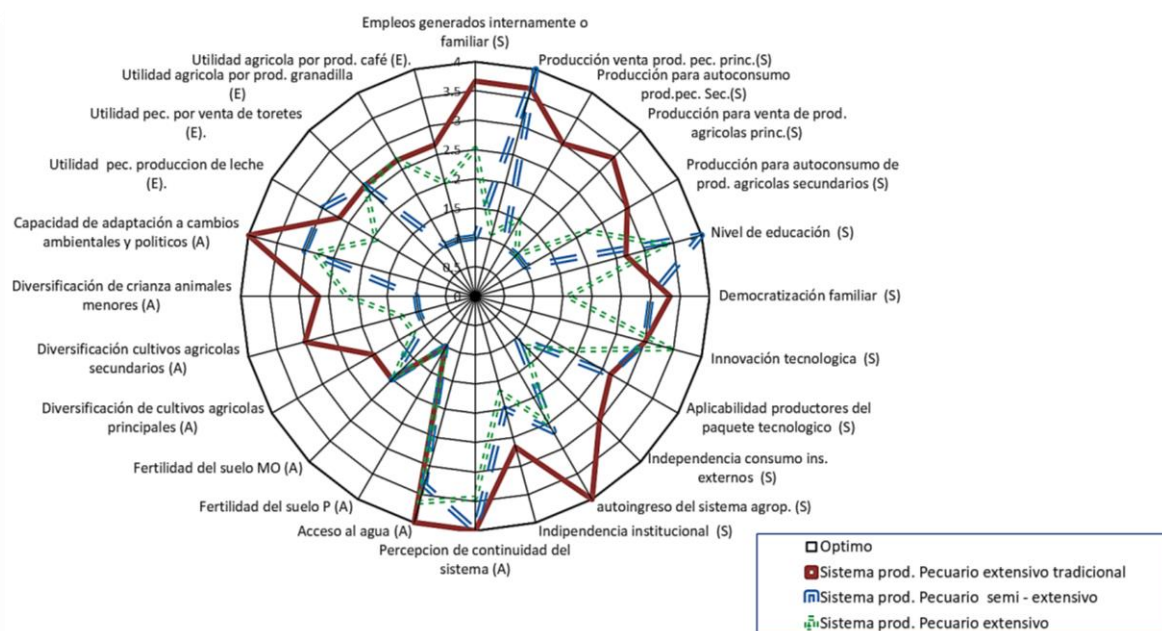 Empleos generados internamente o
familiar (S)
Producción venta prod. pec. princ.(S)
Producción para autoconsumo
prod.pec. Sec.(S)
Producción para venta de prod.
agricolas princ.(S)
Producción para autoconsumo de
prod. agricolas secundarios (S)
Nivel de educación (S)
Democratización familiar (S)
Innovación tecnologica (S)
Aplicabilidad productores del
paquete tecnologico (S)
Independencia consumo ins.
externos (S)
autoingreso del sistema agrop. (S)
Indipendencia institucional (S)
Percepcion de continuidad del
sistema (A)
Acceso al agua (A)
Fertilidad del suelo P (A)
Fertilidad del suelo MO (A)
Diversificación de cultivos agricolas
principales (A)
Diversificación cultivos agricolas
secundarios (A)
Diversificación de crianza animales
menores (A)
Capacidad de adaptación a cambios
ambientales y politicos (A)
Utilidad pec. produccion de leche
(E).
Utilidad pec. por venta de toretes
(E).
Utilidad agricola por prod. granadilla
(E)
Utilidad agricola por prod. café (E).
4
3.5
3
2.5
2
1.5
1
0.5
0
Optimo
Sistema prod. Pecuario extensivo tradicional
Sistema prod. Pecuario semi - extensivo
Sistema prod. Pecuario extensivo